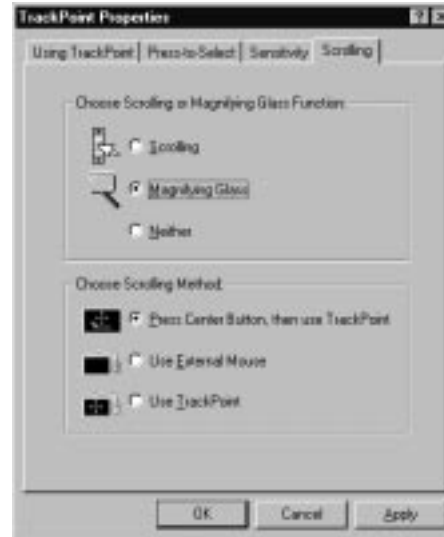 TrackPoint Properties
Using TrackPoint Press-to-Select Sensitivity Scrolling
Choose Scrolling or Magnifying Glass Function:
Scrolling
Magnifying Glass
Neither
Choose Scrolling Method:
Press Center Button, then use TrackPoint
Use External Mouse
Use TrackPoint
OK Cancel Apply